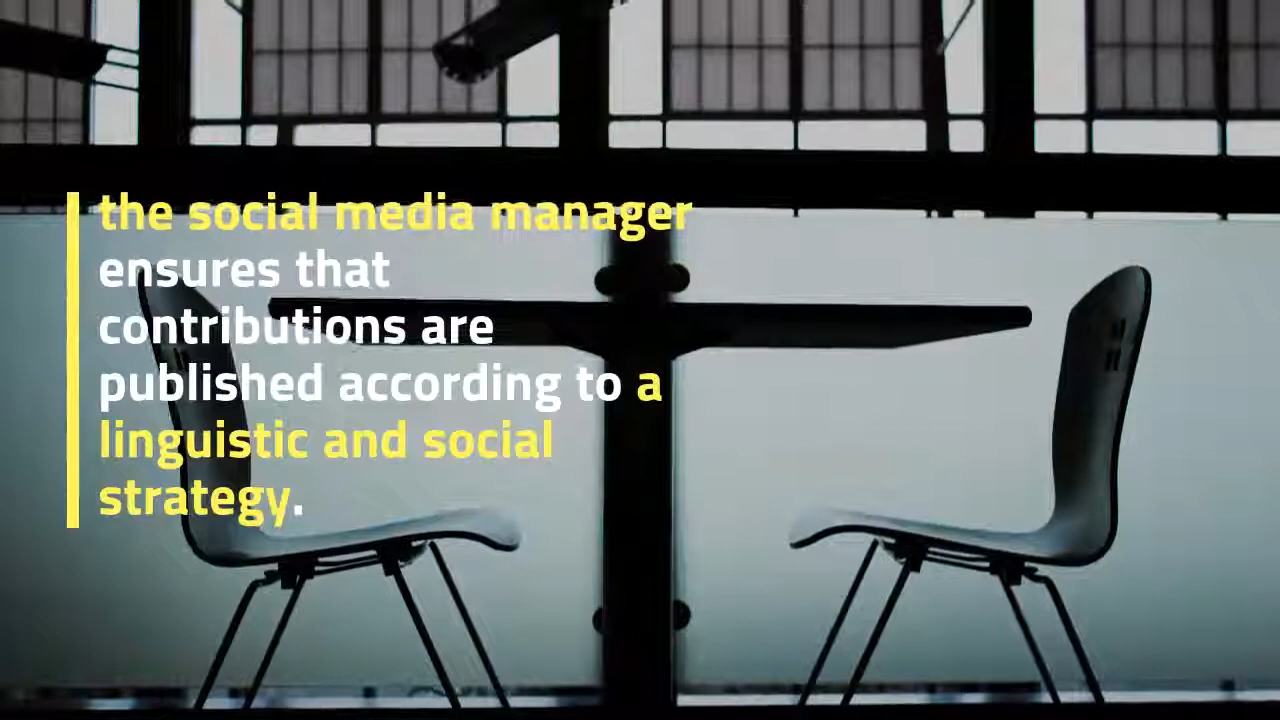 the social media manager
ensures that
contributions are
published according to a
linguistic and social
strategy.